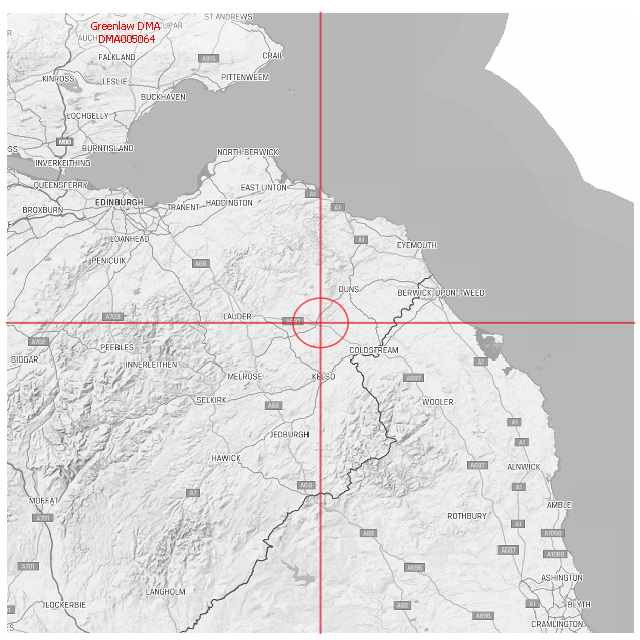 ST ANDREWS
Greenlaw DMA
CUPAR
DMA005064
CRAIL
FALKLAND
A915
KINROSS
LESLIE
PITTENWEEM
BUCKHAVEN
LOCHGELLY
M90
BURNTISLAND
NORTH BERWICK
INVERKEITHING
QUEENSFERRY
EAST LINTON
A1
EDINBURGH
HADDINGTON
TRANENT
A1
BROXBURN
LOANHEAD
A1
EYEMOUTH
PENICUIK
A68
DUNS
BERWICK-UPON-TWEED
A703
LAUDER
A697
A702
PEEBLES
COLDSTREAM
BIGGAR
INNERLEITHEN
A1
MELROSE
KELSO
A697
SELKIRK
A68
WOOLER
A1
JEDBURGH
A1
HAWICK
A697
ALNWICK
A68
A1
A7
MOFFAT
AMBLE
A701
ROTHBURY
A1
A68
A1068
A697
A1068
A701
A696
ASHINGTON
LANGHOLM
LOCKERBIE
A68
A1
BLYTH
A696
CRAMLINGTON